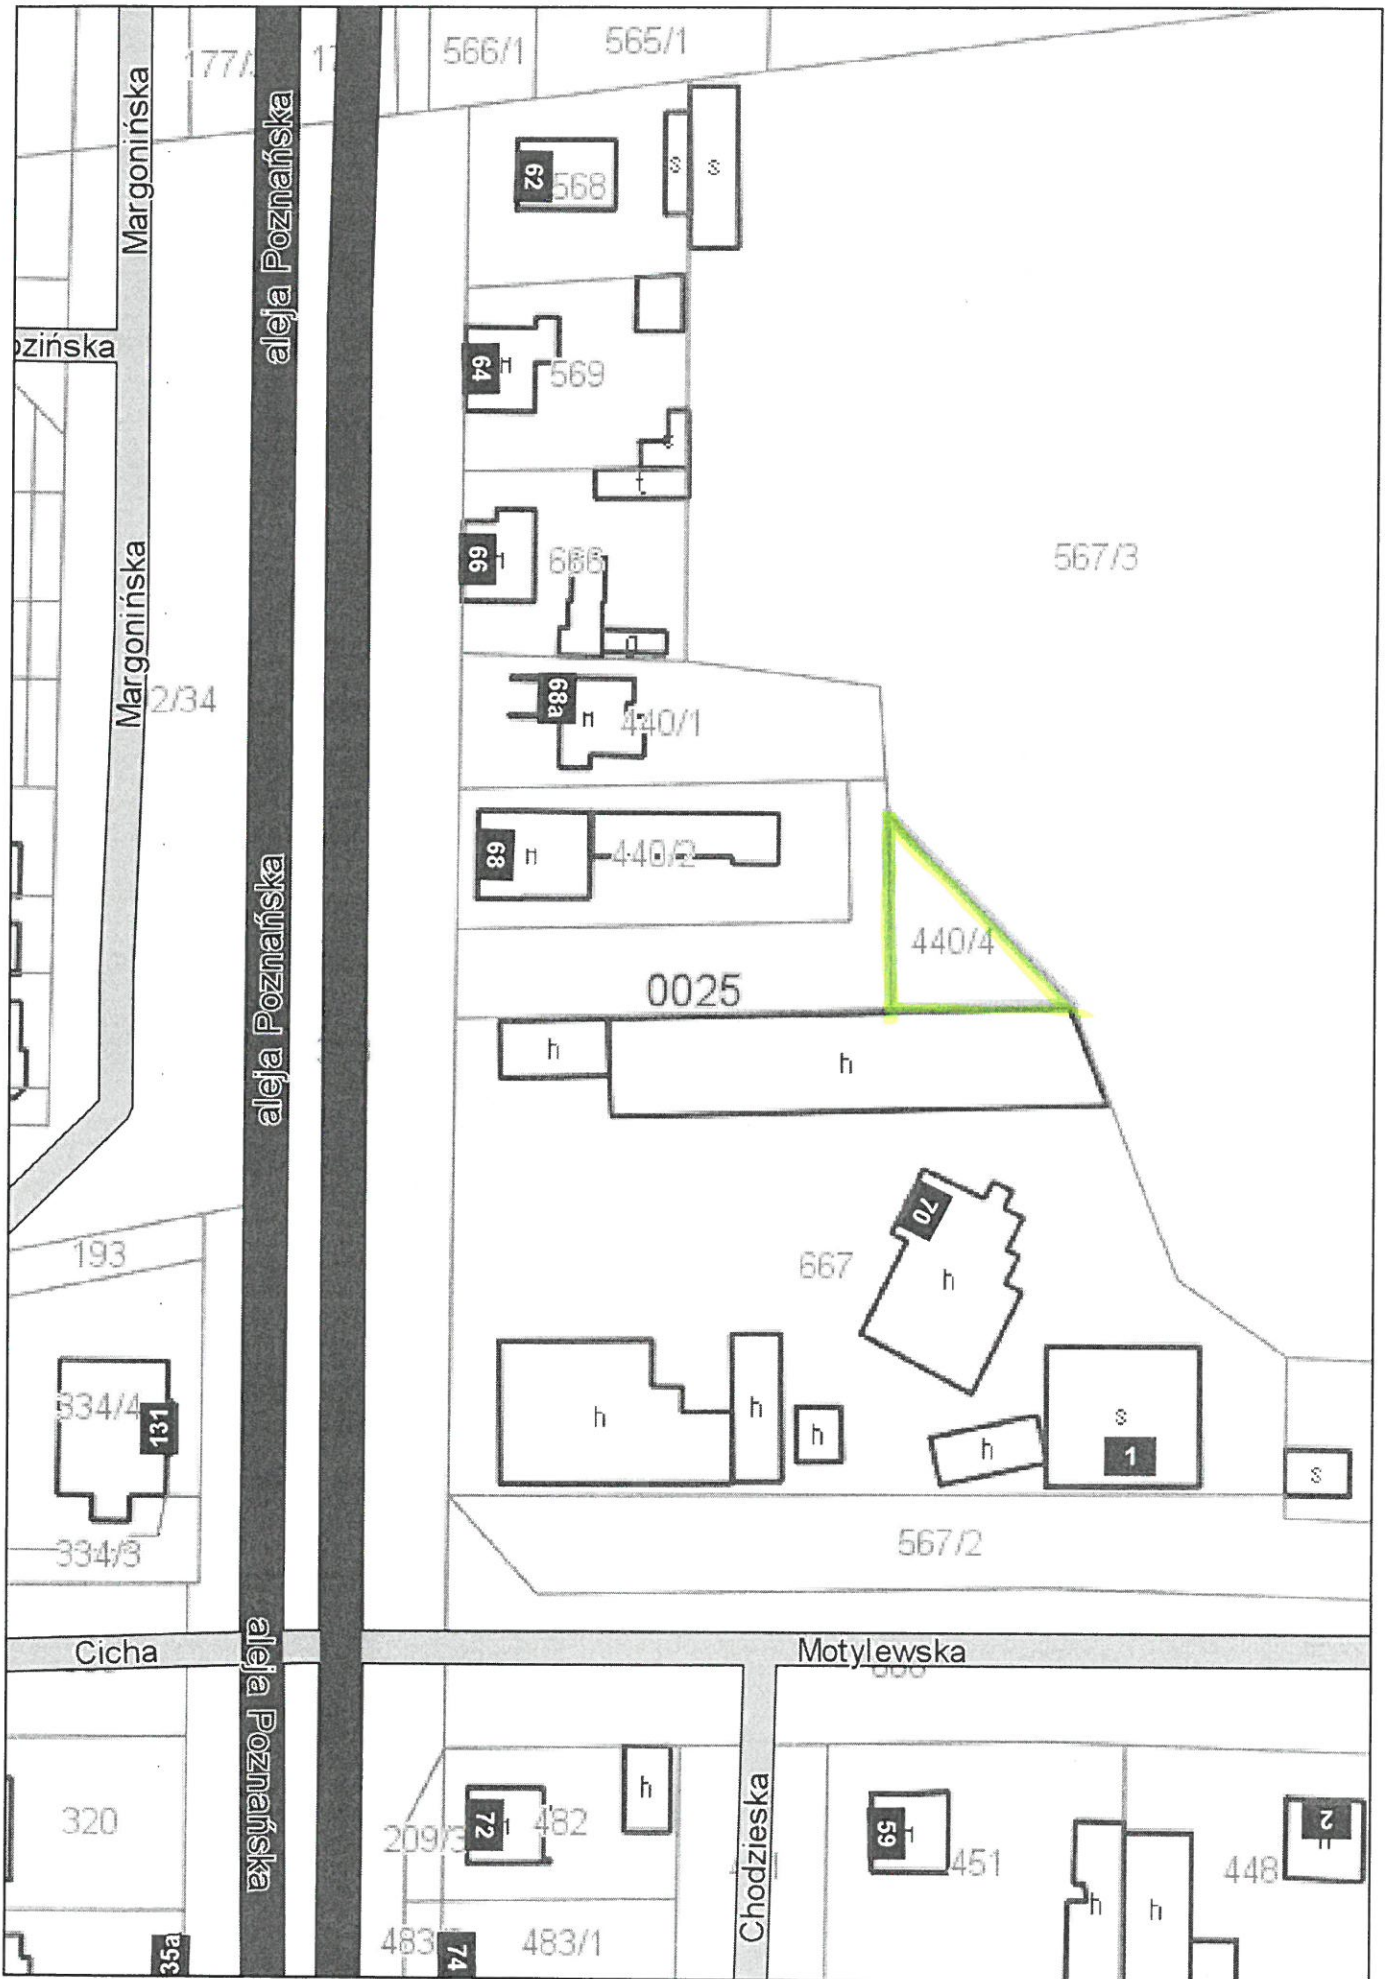 566/1
565/1
Margonińska
aleja Poznańska
62
568
s
s
64
H
569
66
567/3
Margonińska
2/34
68a
H
440/1
68
H
440/2
aleja Poznańska
440/4
0025
h
h
70
193
667
h
334/4
131
h
h
h
h
s
1
s
334/3
567/2
Cicha
Motylewska
aleja Poznańska
320
209/3
72
482
h
Chodzieska
59
451
2
448
h
h
35a
74
483/1